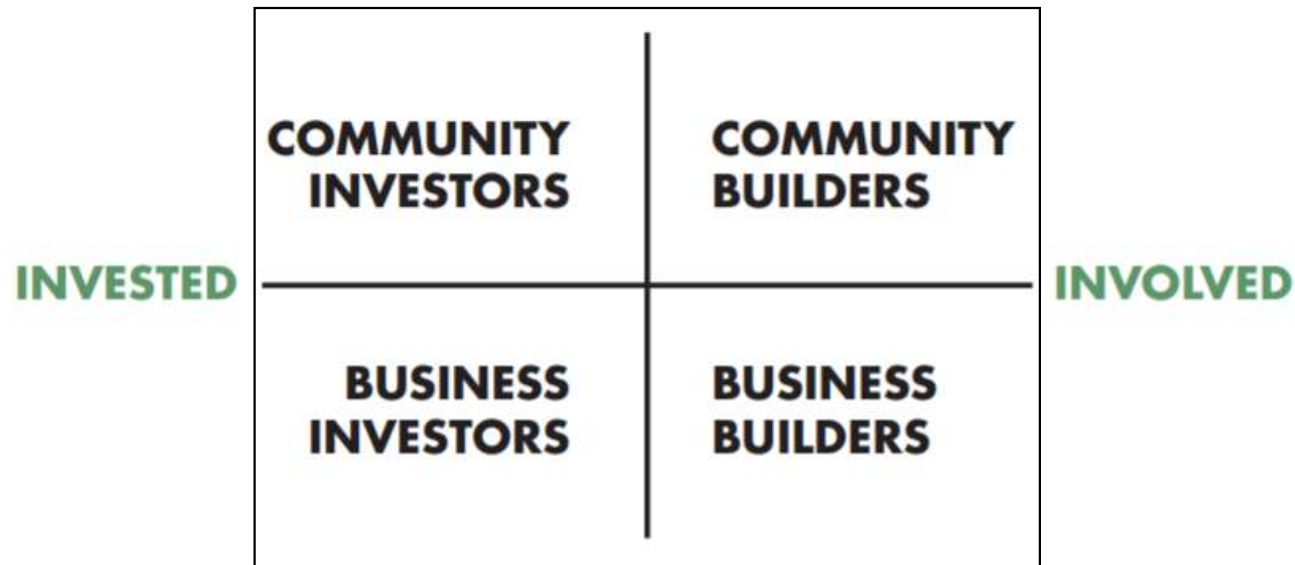 COMMUNITY
INVESTORS
COMMUNITY
BUILDERS
INVESTED
INVOLVED
BUSINESS
INVESTORS
BUSINESS
BUILDERS